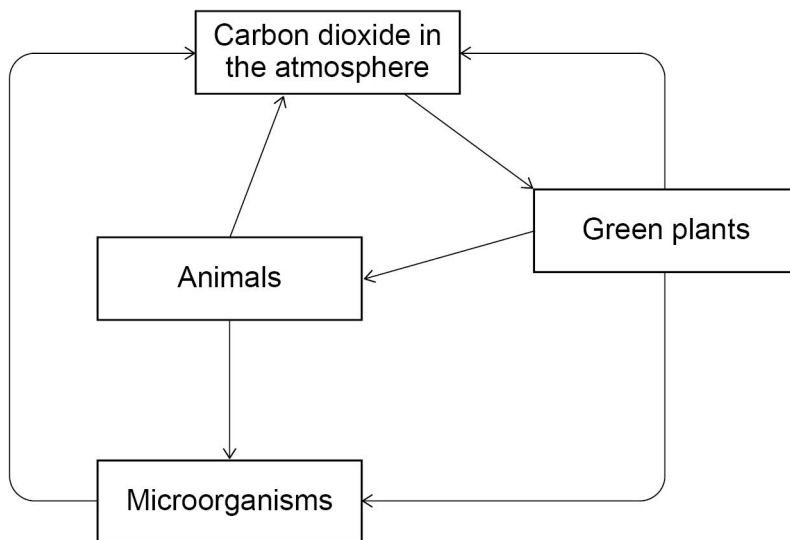 Carbon dioxide in
the atmosphere
Green plants
Animals
Microorganisms